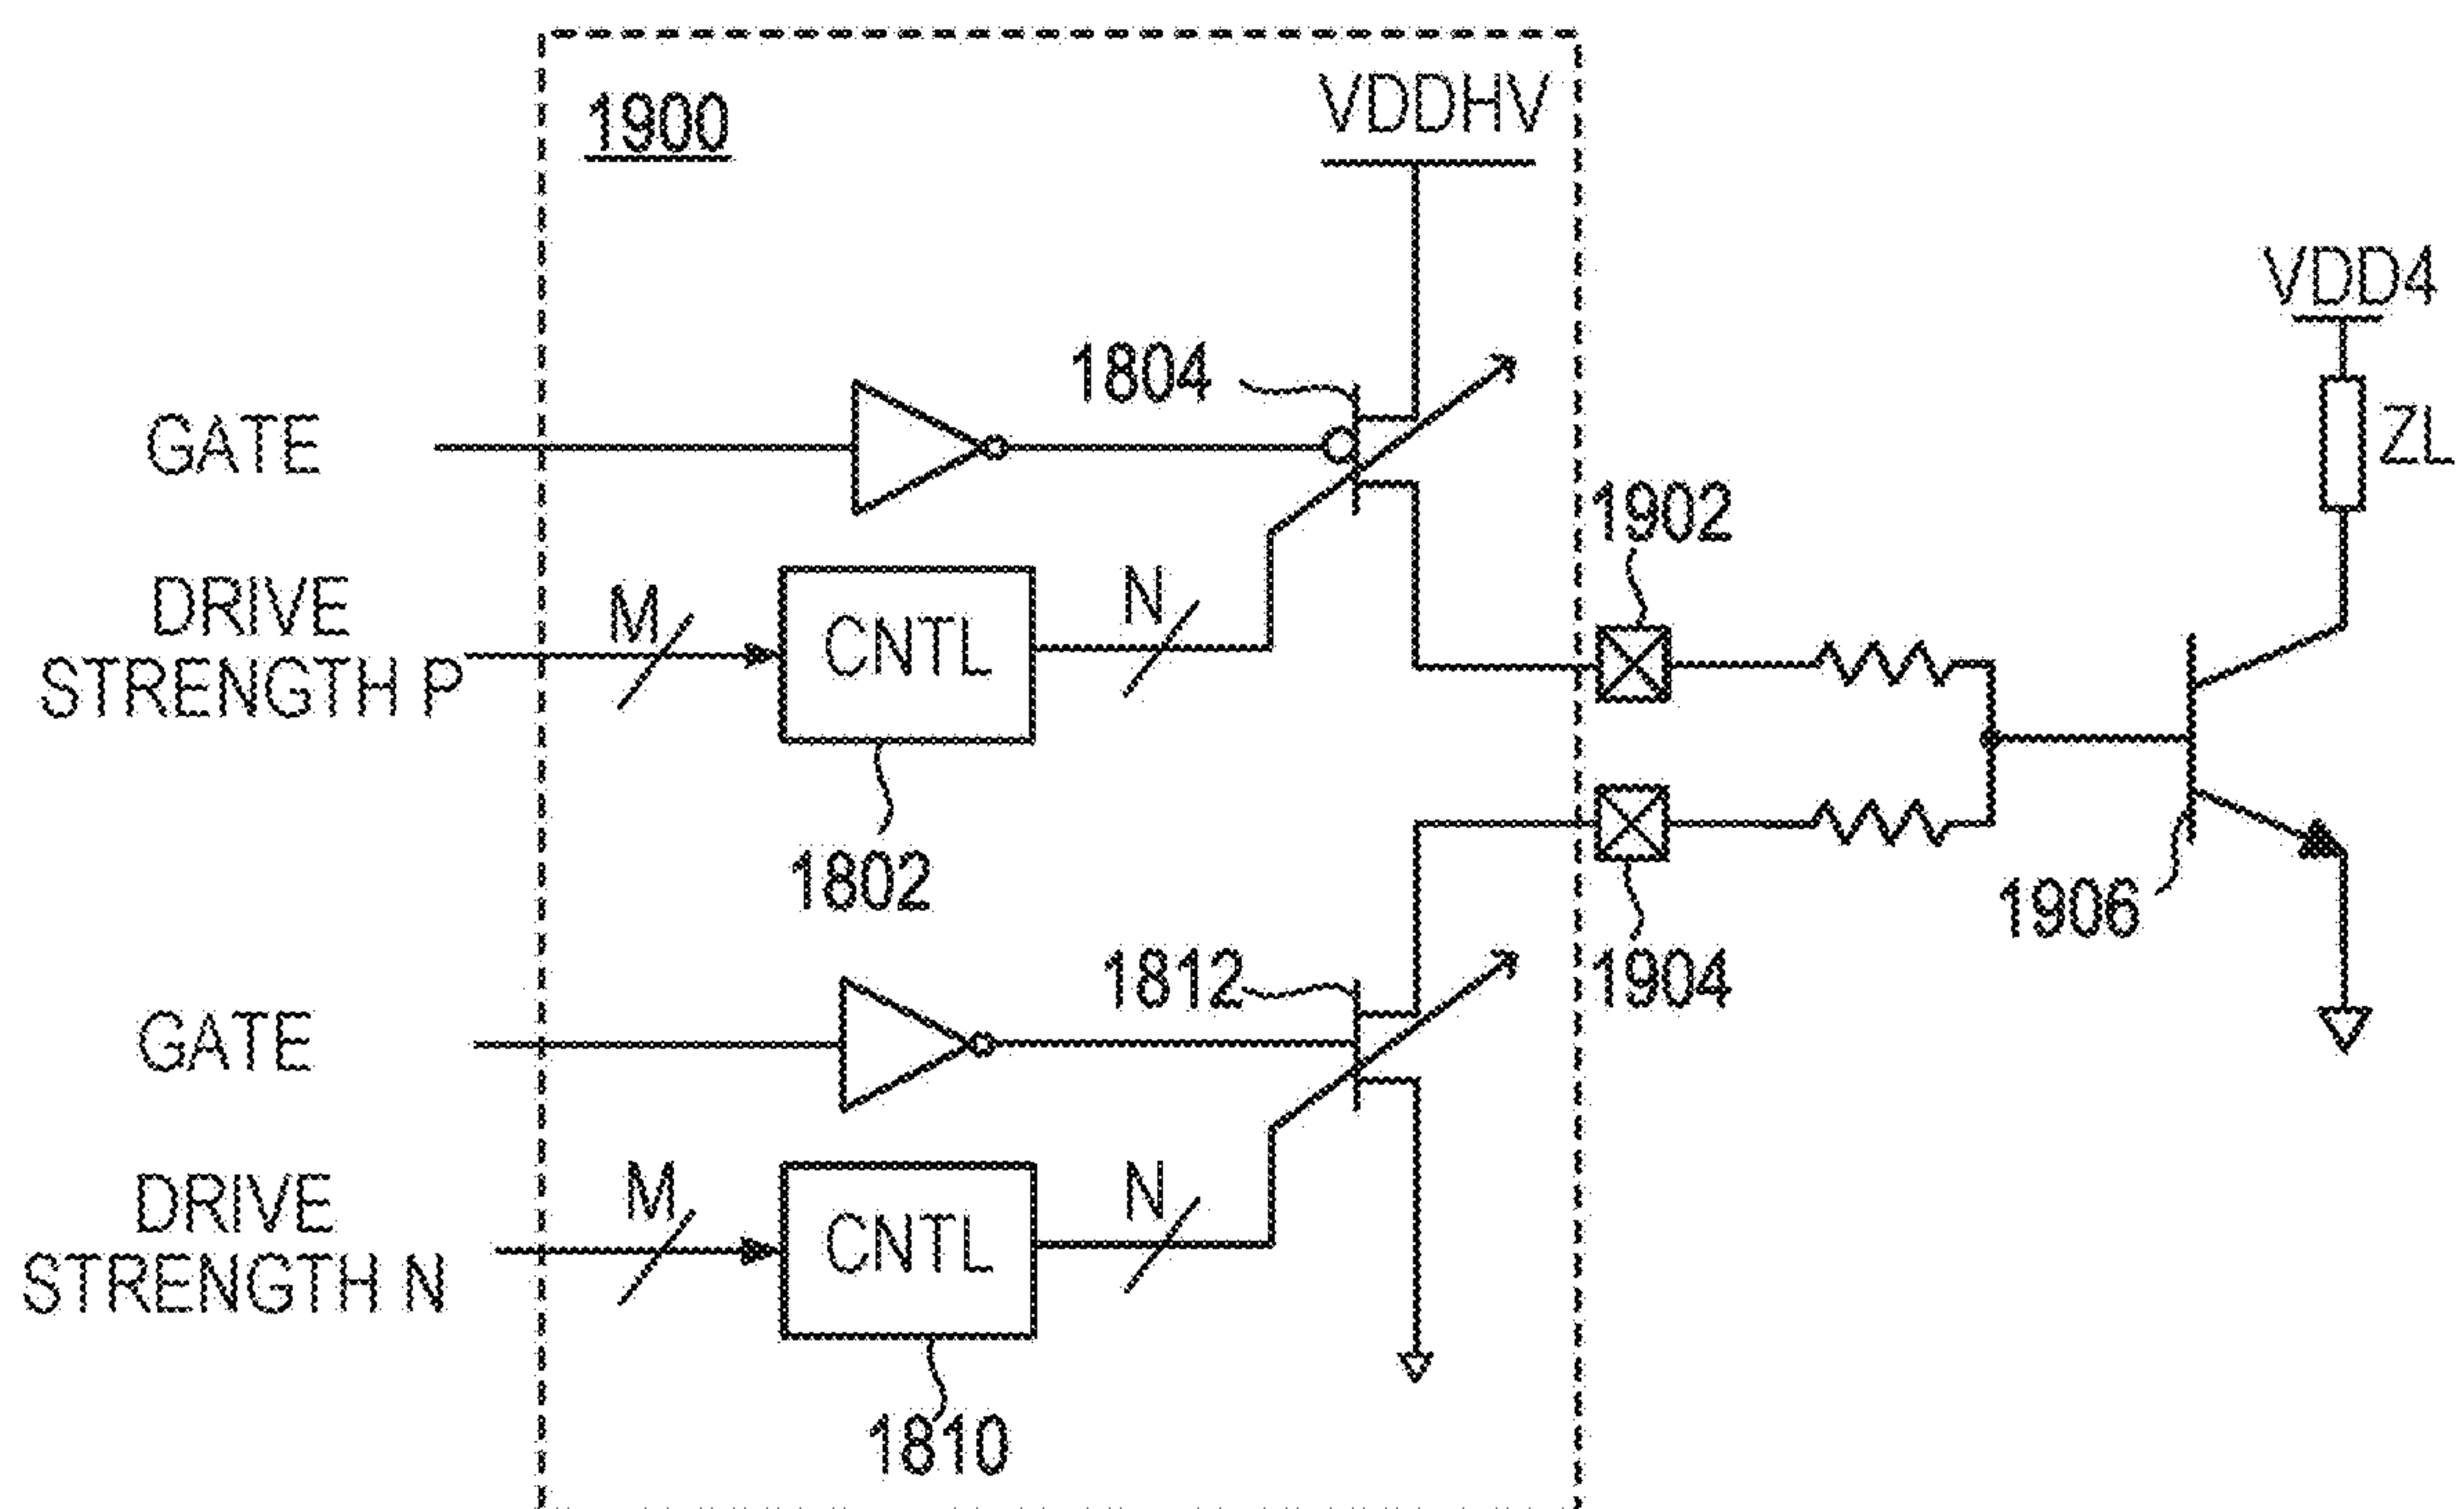 1900
VDDHV
VDD4
1804
GATE
ZL
1902
DRIVE
STRENGTH P
M
CNTL
N
1802
1906
1812
1904
GATE
DRIVE
STRENGTH N
M
CNTL
N
1810